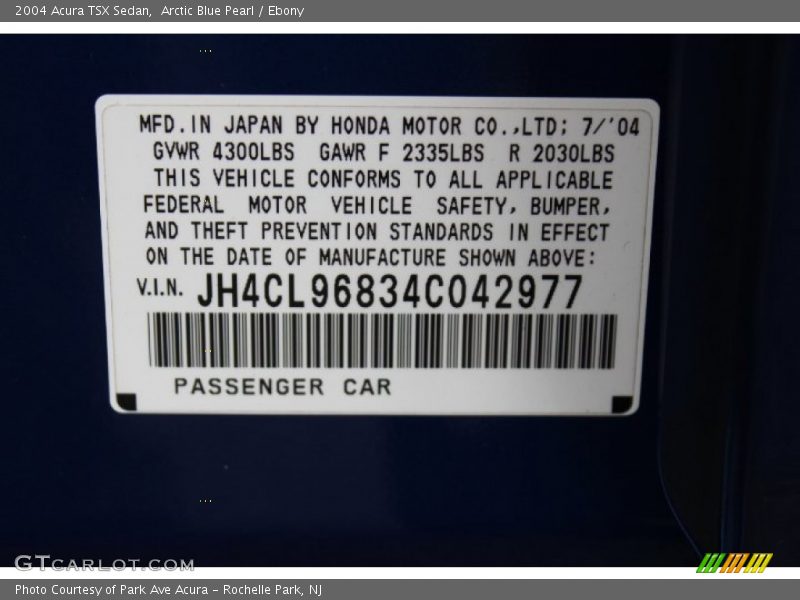 2004 Acura TSX Sedan,  Arctic Blue Pearl / Ebony
MFD.IN JAPAN BY HONDA MOTOR CO.,LTD; 7/'04
GVWR 4300LBS GAWR F 2335LBS R 2030LBS
THIS VEHICLE CONFORMS TO ALL APPLICABLE
FEDERAL MOTOR VEHICLE SAFETY, BUMPER,
AND THEFT PREVENTION STANDARDS IN EFFECT
ON THE DATE OF MANUFACTURE SHOWN ABOVE:
V.I.N. JH4CL96834C042977
PASSENGER CAR
GTCARLOT.COM
Photo Courtesy of Park Ave Acura - Rochelle Park, NJ